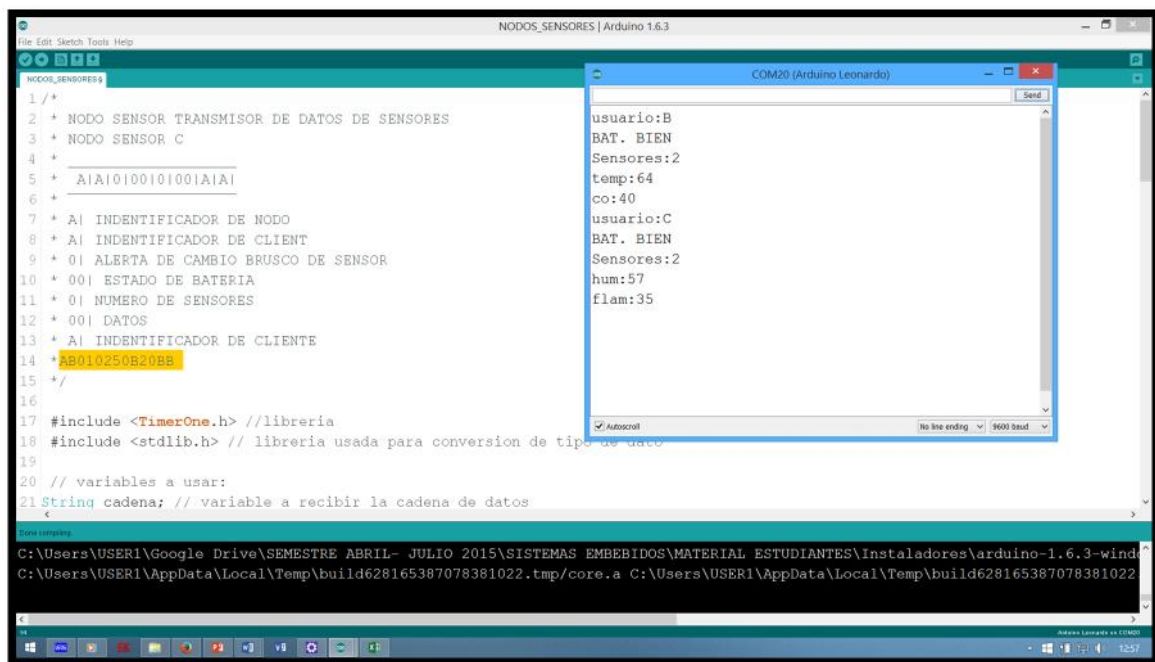 NODOS_SENSORES | Arduino 1.6.3
File Edit Sketch Tools Help
NODOS_SENSORES §
1 /*
2 * NODO SENSOR TRANSMISOR DE DATOS DE SENSORES
3 * NODO SENSOR C
4 *
5 * A|A|0|00|0|00|A|A|
6 *
7 * A| INDENTIFICADOR DE NODO
8 * A| INDENTIFICADOR DE CLIENT
9 * 0| ALERTA DE CAMBIO BRUSCO DE SENSOR
10 * 00| ESTADO DE BATERIA
11 * 0| NUMERO DE SENSORES
12 * 00| DATOS
13 * A| INDENTIFICADOR DE CLIENTE
14 *AB010250B20BB
15 */
16
17 #include <TimerOne.h> //libreria
18 #include <stdlib.h> // libreria usada para conversion de tipo de dato
19
20 // variables a usar:
21 String cadena; // variable a recibir la cadena de datos
COM20 (Arduino Leonardo)
Send
usuario:B
BAT. BIEN
Sensores:2
temp:64
co:40
usuario:C
BAT. BIEN
Sensores:2
hum:57
flam:35
Autoscroll
No line ending
9600 baud
Done compiling.
C:\Users\USER1\Google Drive\SEMESTRE ABRIL- JULIO 2015\SISTEMAS EMBEBIDOS\MATERIAL ESTUDIANTES\Instaladores\arduino-1.6.3-windo
C:\Users\USER1\AppData\Local\Temp\build628165387078381022.tmp/core.a C:\Users\USER1\AppData\Local\Temp\build628165387078381022
14
Arduino Leonardo on COM20
12:57